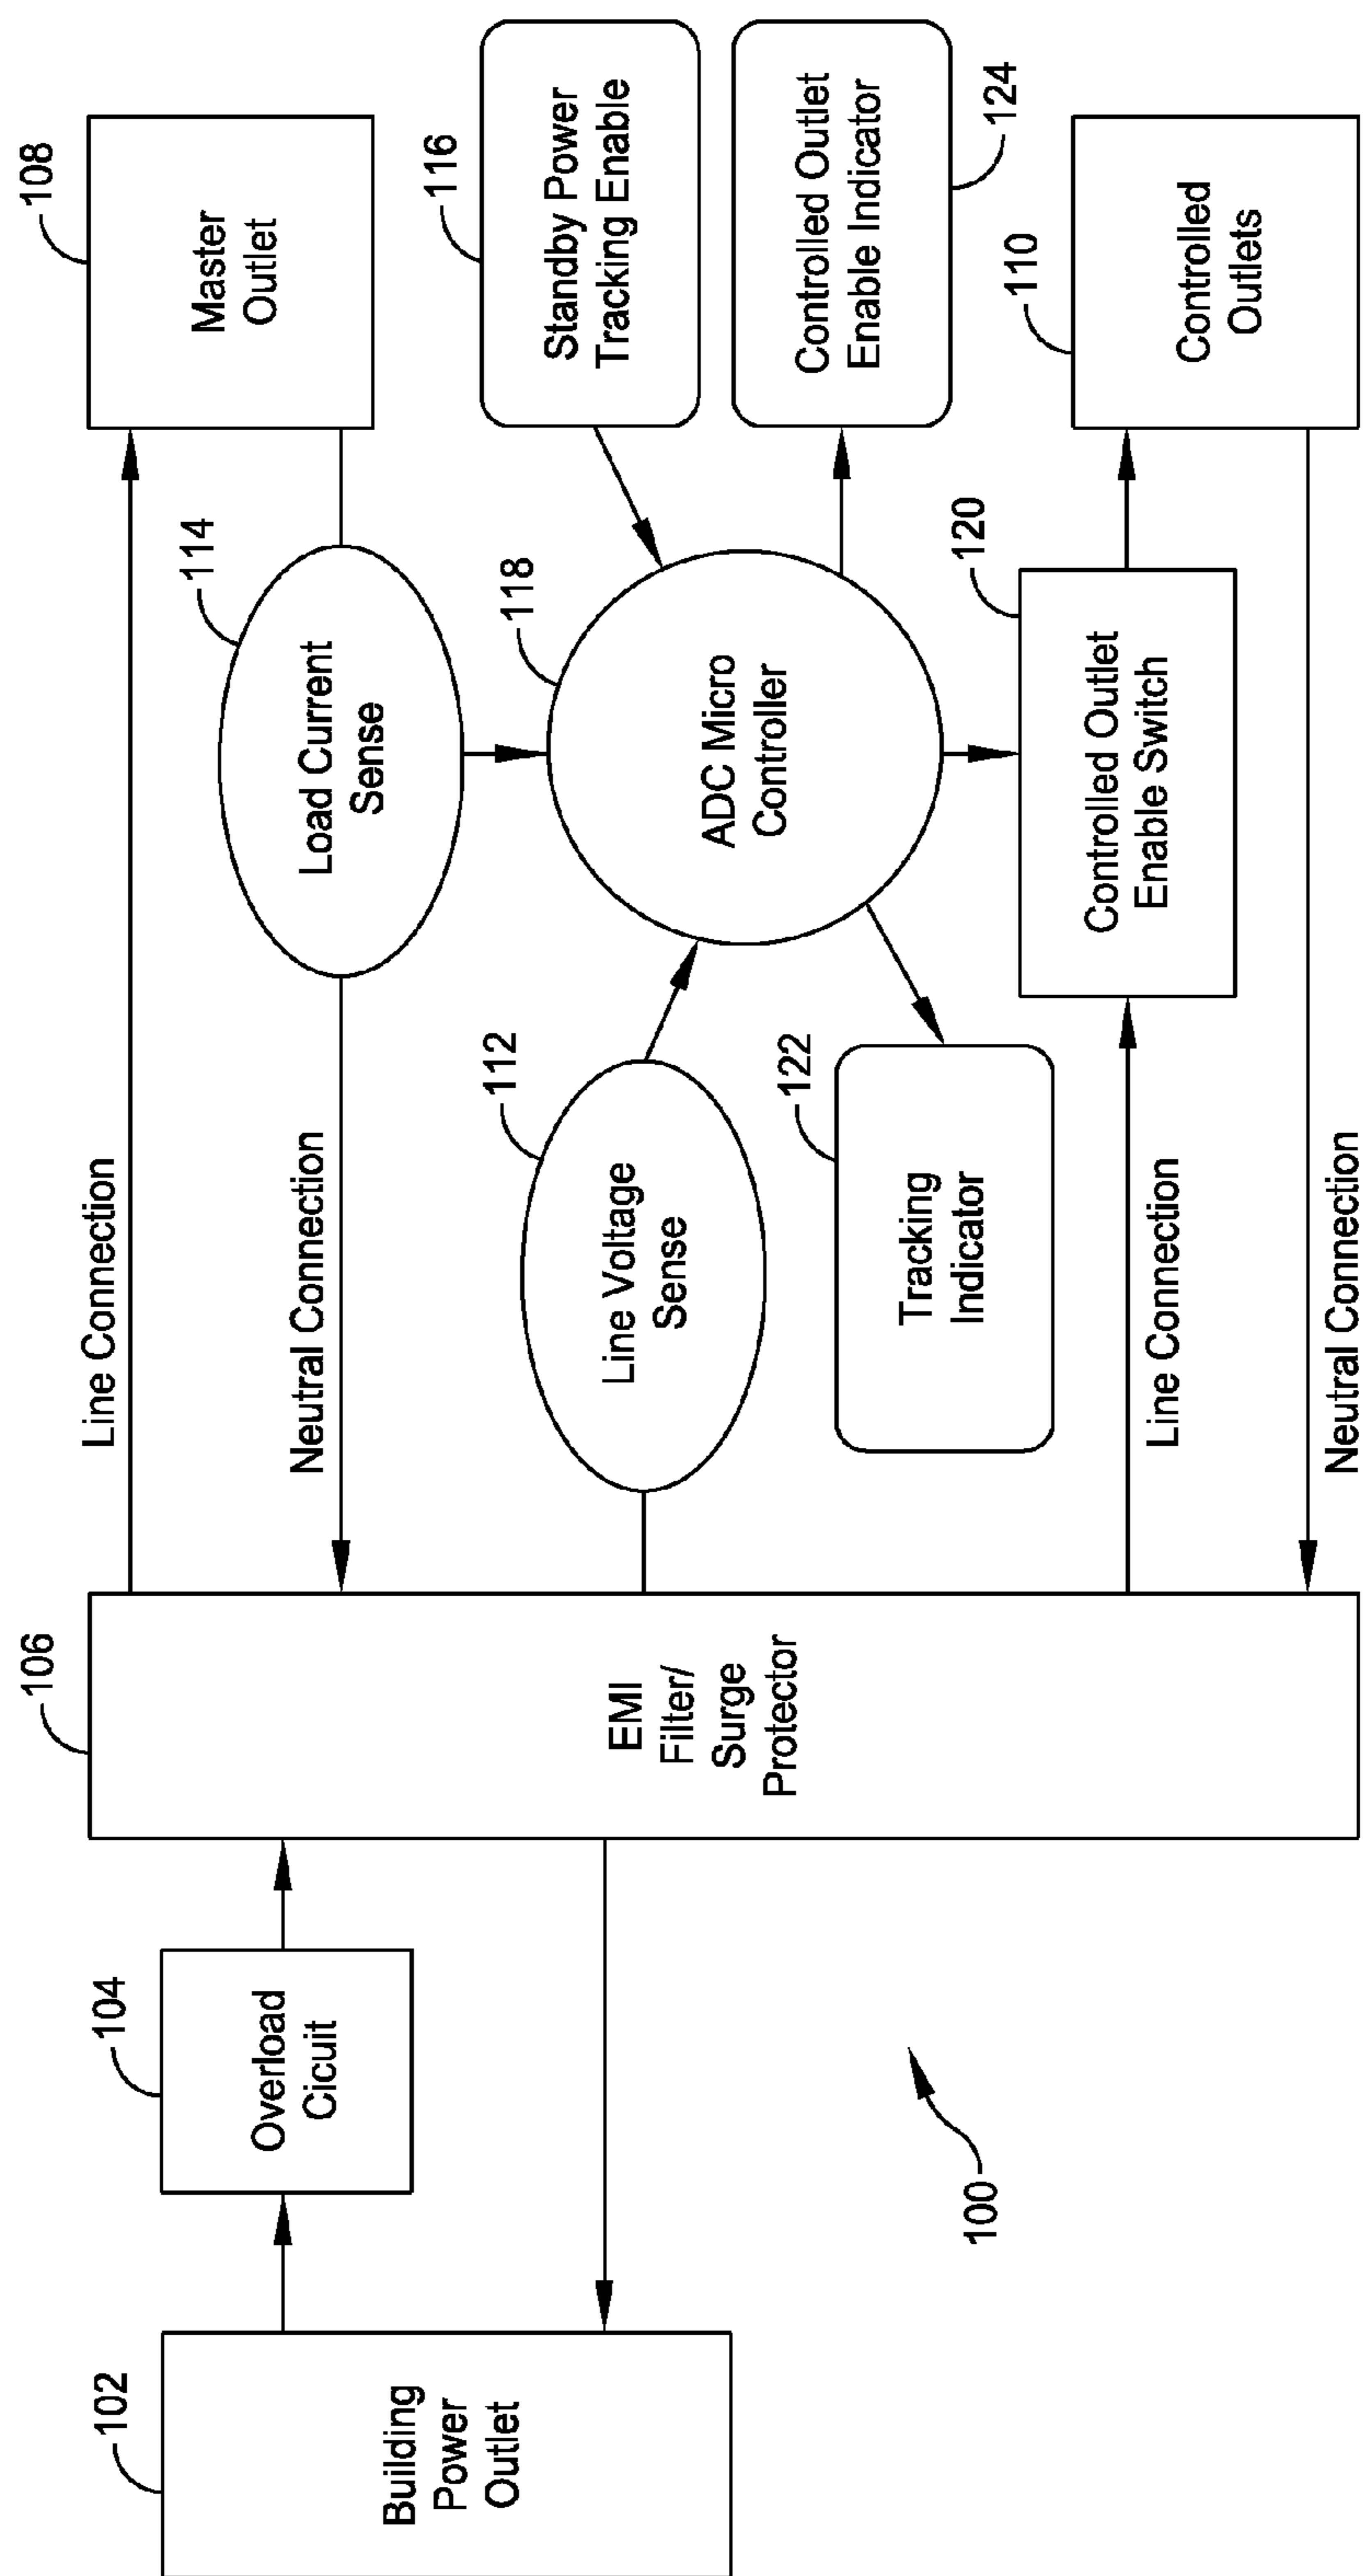 102
Building
Power
Outlet
104
Overload
Cicuit
106
EMI
Filter/
Surge
Protector
Line Connection
108
Master
Outlet
Neutral Connection
114
Load Current
Sense
112
Line Voltage
Sense
118
ADC Micro
Controller
116
Standby Power
Tracking Enable
Controlled Outlet
Enable Indicator
124
122
Tracking
Indicator
120
Controlled Outlet
Enable Switch
110
Controlled
Outlets
Line Connection
Neutral Connection
100